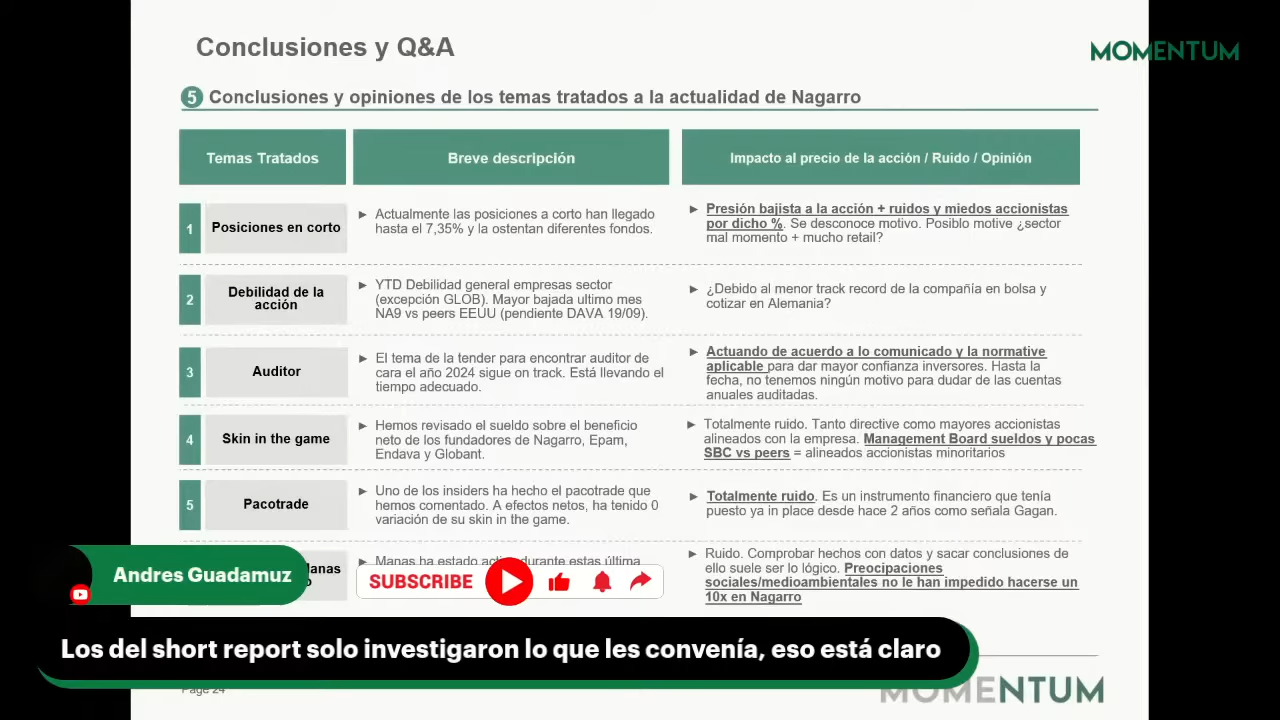 Conclusiones y Q&A
MOMENTUM
5 Conclusiones y opiniones de los temas tratados a la actualidad de Nagarro
Temas Tratados
Breve descripción
Impacto al precio de la acción / Ruido / Opinión
1
Posiciones en corto
► Actualmente las posiciones a corto han llegado
hasta el 7,35% y la ostentan diferentes fondos.
► Presión bajista a la acción + ruidos y miedos accionistas
por dicho %. Se desconoce motivo. Posiblo motive ¿sector
mal momento + mucho retail?
2
Debilidad de la
acción
► YTD Debilidad general empresas sector
(excepción GLOB). Mayor bajada ultimo mes
NA9 vs peers EEUU (pendiente DAVA 19/09).
► ¿Debido al menor track record de la compañía en bolsa y
cotizar en Alemania?
3
Auditor
► El tema de la tender para encontrar auditor de
cara el año 2024 sigue on track. Está llevando el
tiempo adecuado.
► Actuando de acuerdo a lo comunicado y la normative
aplicable para dar mayor confianza inversores. Hasta la
fecha, no tenemos ningún motivo para dudar de las cuentas
anuales auditadas.
4
Skin in the game
► Hemos revisado el sueldo sobre el beneficio
neto de los fundadores de Nagarro, Epam,
Endava y Globant.
► Totalmente ruido. Tanto directive como mayores accionistas
alineados con la empresa. Management Board sueldos y pocas
SBC vs peers = alineados accionistas minoritarios
5
Pacotrade
► Uno de los insiders ha hecho el pacotrade que
hemos comentado. A efectos netos, ha tenido 0
variación de su skin in the game.
► Totalmente ruido. Es un instrumento financiero que tenía
puesto ya in place desde hace 2 años como señala Gagan.
► Manas ha estado activo durante estas última
► Ruido. Comprobar hechos con datos y sacar conclusiones de
ello suele ser lo lógico. Preocipaciones
sociales/medioambientales no le han impedido hacerse un
10x en Nagarro
Andres Guadamuz
SUBSCRIBE
Los del short report solo investigaron lo que les convenía, eso está claro
Page 24
MOMENTUM